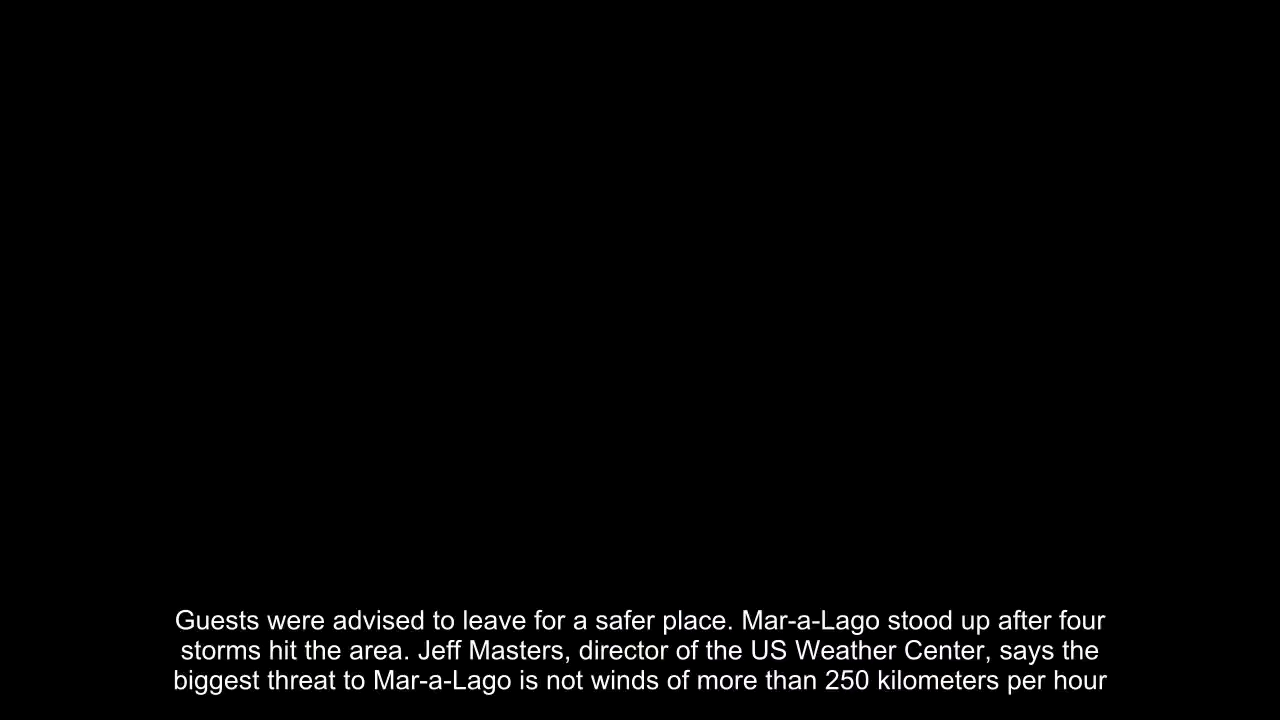 Guests were advised to leave for a safer place. Mar-a-Lago stood up after four
storms hit the area. Jeff Masters, director of the US Weather Center, says the
biggest threat to Mar-a-Lago is not winds of more than 250 kilometers per hour